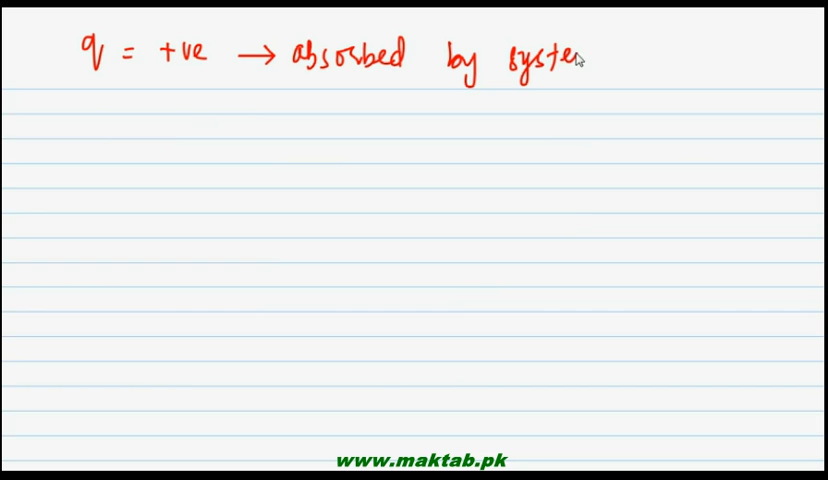 q = +ve → absorbed by syste
www.maktab.pk